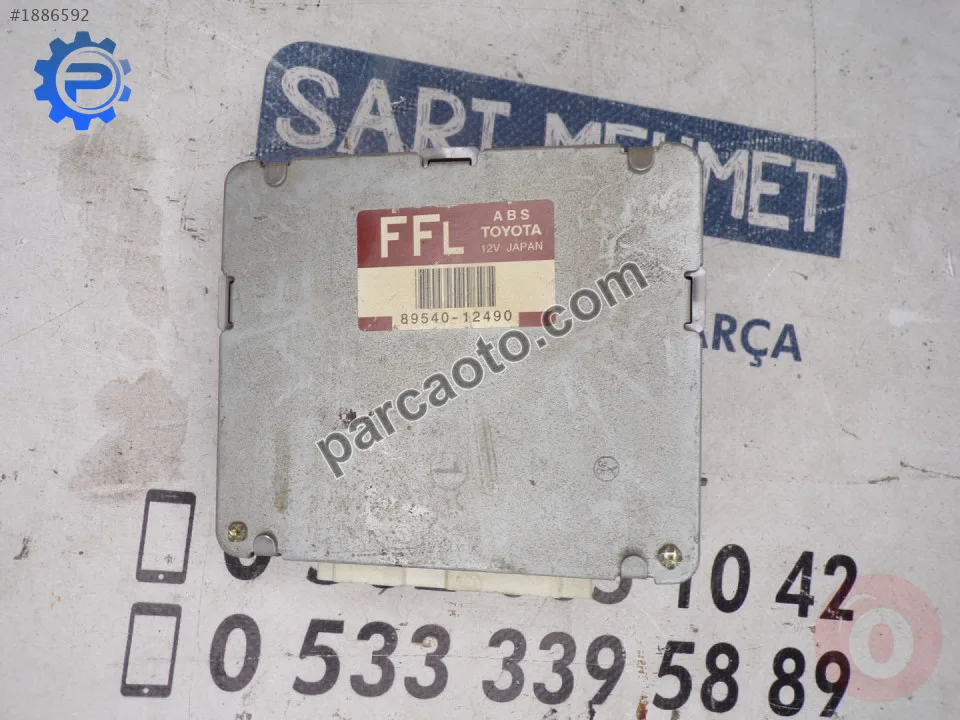 #1886592
P
SART MEHMET
FFL
ABS
TOYOTA
12V JAPAN
89540-12490
parcaoto.com
ARÇA
10 42
0 533 339 58 89